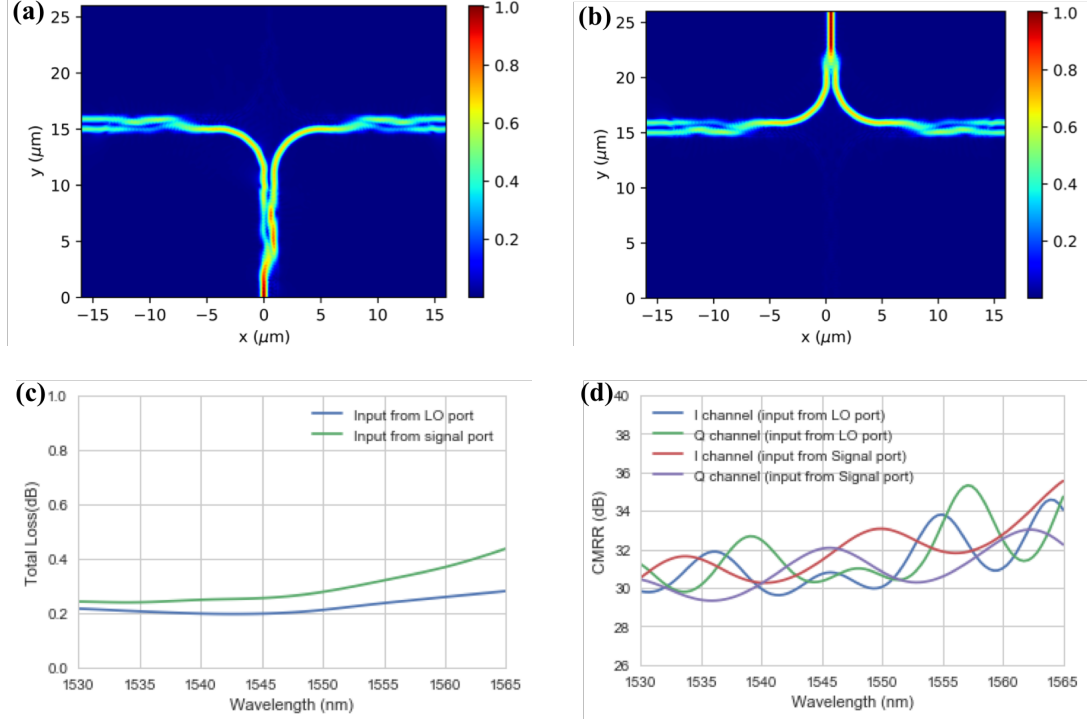 (a)
25
20
15
10
5
0
y (μm)
−15 −10 −5 0 5 10 15
x (μm)
1.0
0.8
0.6
0.4
0.2
(b)
25
20
15
10
5
0
y (μm)
−15 −10 −5 0 5 10 15
x (μm)
1.0
0.8
0.6
0.4
0.2
(c)
1.0
0.8
0.6
0.4
0.2
0.0
Total Loss(dB)
Input from LO port
Input from signal port
1530 1535 1540 1545 1550 1555 1560 1565
Wavelength (nm)
(d)
40
38
36
34
32
30
28
26
CMRR (dB)
I channel (input from LO port)
Q channel (input from LO port)
I channel (input from Signal port)
Q channel (input from Signal port)
1530 1535 1540 1545 1550 1555 1560 1565
Wavelength (nm)